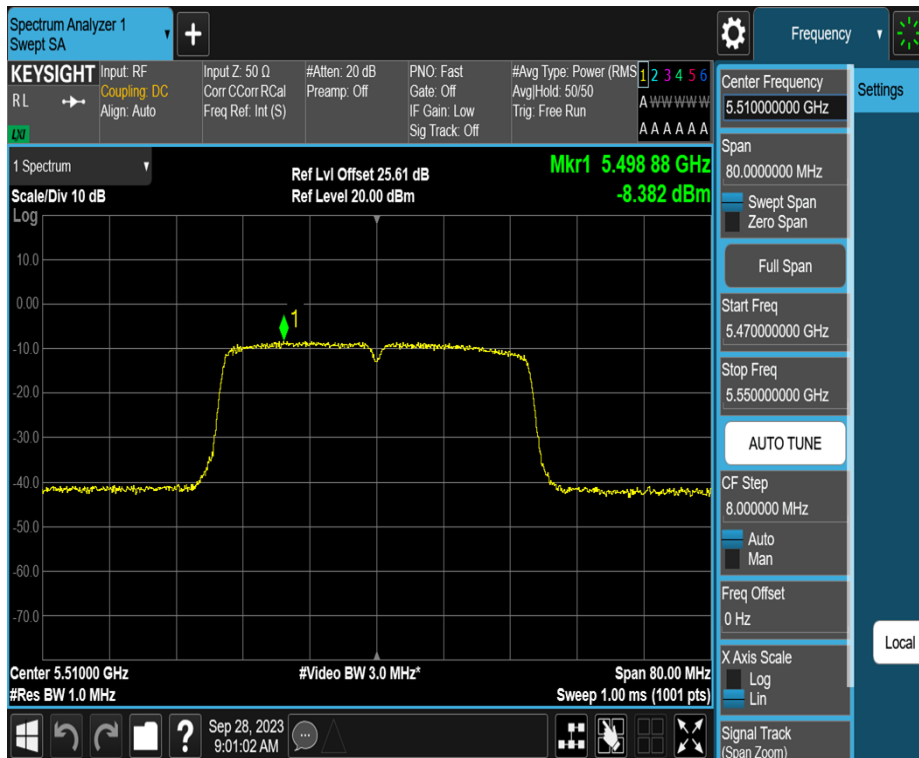 Spectrum Analyzer 1
Swept SA
+
Frequency
KEYSIGHT
R L
LXI
Input: RF
Coupling: DC
Align: Auto
Input Z: 50 Ω
Corr CCorr RCal
Freq Ref: Int (S)
#Atten: 20 dB
Preamp: Off
PNO: Fast
Gate: Off
IF Gain: Low
Sig Track: Off
#Avg Type: Power (RMS
Avg|Hold: 50/50
Trig: Free Run
1 2 3 4 5 6
A W W W W W
A A A A A A
1 Spectrum
Scale/Div 10 dB
Log
Ref Lvl Offset 25.61 dB
Ref Level 20.00 dBm
Mkr1 5.498 88 GHz
-8.382 dBm
10.0
0.00
-10.0
-20.0
-30.0
-40.0
-50.0
-60.0
-70.0
1
Center 5.51000 GHz
#Res BW 1.0 MHz
#Video BW 3.0 MHz*
Span 80.00 MHz
Sweep 1.00 ms (1001 pts)
Center Frequency
5.510000000 GHz
Span
80.0000000 MHz
Swept Span
Zero Span
Full Span
Start Freq
5.470000000 GHz
Stop Freq
5.550000000 GHz
AUTO TUNE
CF Step
8.000000 MHz
Auto
Man
Freq Offset
0 Hz
X Axis Scale
Log
Lin
Signal Track
(Span Zoom)
Settings
Local
?
Sep 28, 2023
9:01:02 AM